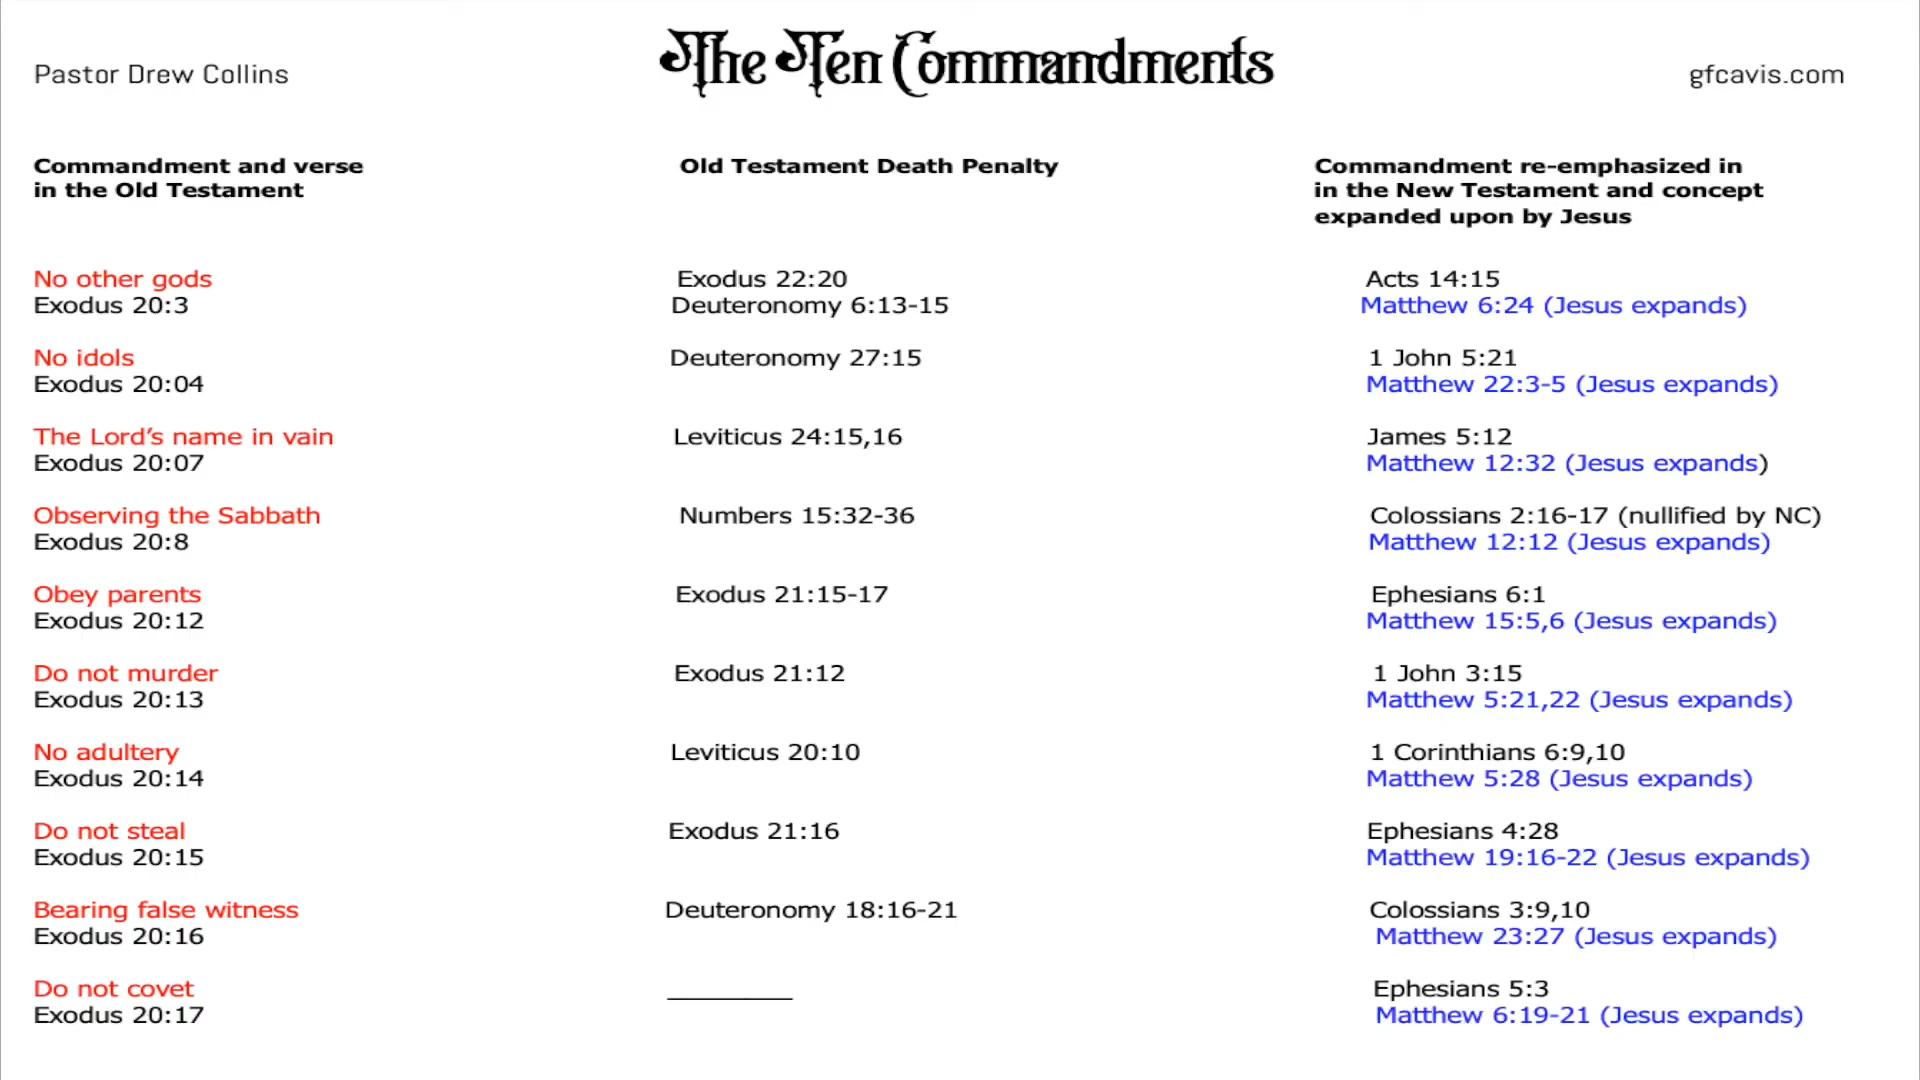 Pastor Drew Collins
The Ten Commandments
gfcavis.com
Commandment and verse
in the Old Testament
Old Testament Death Penalty
Commandment re-emphasized in
in the New Testament and concept
expanded upon by Jesus
No other gods
Exodus 20:3
Exodus 22:20
Deuteronomy 6:13-15
Acts 14:15
Matthew 6:24 (Jesus expands)
No idols
Exodus 20:04
Deuteronomy 27:15
1 John 5:21
Matthew 22:3-5 (Jesus expands)
The Lord's name in vain
Exodus 20:07
Leviticus 24:15,16
James 5:12
Matthew 12:32 (Jesus expands)
Observing the Sabbath
Exodus 20:8
Numbers 15:32-36
Colossians 2:16-17 (nullified by NC)
Matthew 12:12 (Jesus expands)
Obey parents
Exodus 20:12
Exodus 21:15-17
Ephesians 6:1
Matthew 15:5,6 (Jesus expands)
Do not murder
Exodus 20:13
Exodus 21:12
1 John 3:15
Matthew 5:21,22 (Jesus expands)
No adultery
Exodus 20:14
Leviticus 20:10
1 Corinthians 6:9,10
Matthew 5:28 (Jesus expands)
Do not steal
Exodus 20:15
Exodus 21:16
Ephesians 4:28
Matthew 19:16-22 (Jesus expands)
Bearing false witness
Exodus 20:16
Deuteronomy 18:16-21
Colossians 3:9,10
Matthew 23:27 (Jesus expands)
Do not covet
Exodus 20:17
Ephesians 5:3
Matthew 6:19-21 (Jesus expands)